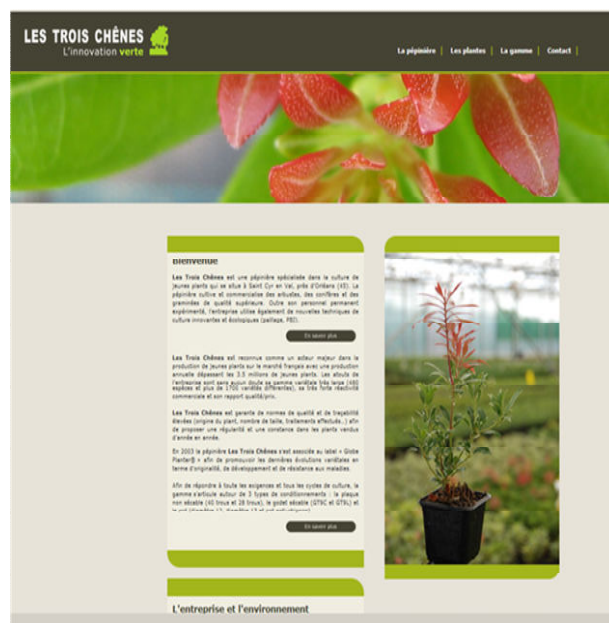 LES TROIS CHÊNES
L'innovation verte
La pépinière | Les plantes | La gamme | Contact |
Bienvenue
Les Trois Chênes est une pépinière spécialisée dans la culture de
jeunes plants qui se situe à Saint Cyr en Val, près d'Orléans (45). La
pépinière cultive et commercialise des arbustes, des conifères et des
graminées de qualité supérieure. Outre son personnel permanent
expérimenté, l'entreprise utilise également de nouvelles techniques de
culture innovantes et écologiques (paillage, PBI).
En savoir plus
Les Trois Chênes est reconnue comme un acteur majeur dans la
production de jeunes plants sur le marché français avec une production
annuelle dépassant les 3.5 millions de jeunes plants. Les atouts de
l'entreprise sont sans aucun doute sa gamme variétale très large (480
espèces et plus de 1700 variétés différentes), sa très forte réactivité
commerciale et son rapport qualité/prix.
Les Trois Chênes est garante de normes de qualité et de traçabilité
élevées (origine du plant, nombre de taille, traitements effectués..) afin
de proposer une régularité et une constance dans les plants vendus
d'année en année.
En 2003 la pépinière Les Trois Chênes s'est associée au label « Globe
Planter® » afin de promouvoir les dernières évolutions variétales en
terme d'originalité, de développement et de résistance aux maladies.
Afin de répondre à toute les exigences et tous les cycles de culture, la
gamme s'articule autour de 3 types de conditionnements : la plaque
non sécable (40 trous et 28 trous), le godet sécable (GT9C et GT9L) et
En savoir plus
L'entreprise et l'environnement